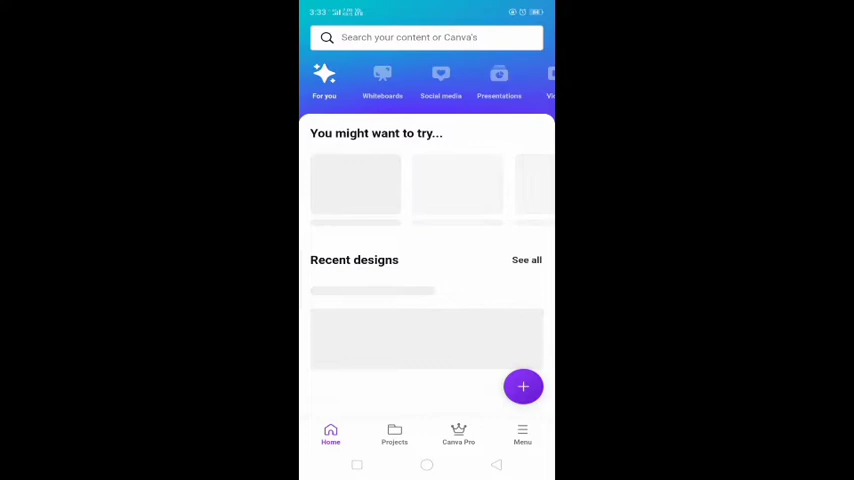 3:33
Search your content or Canva's
For you
Whiteboards
Social media
Presentations
You might want to try...
Recent designs
See all
Home
Projects
Canva Pro
Menu